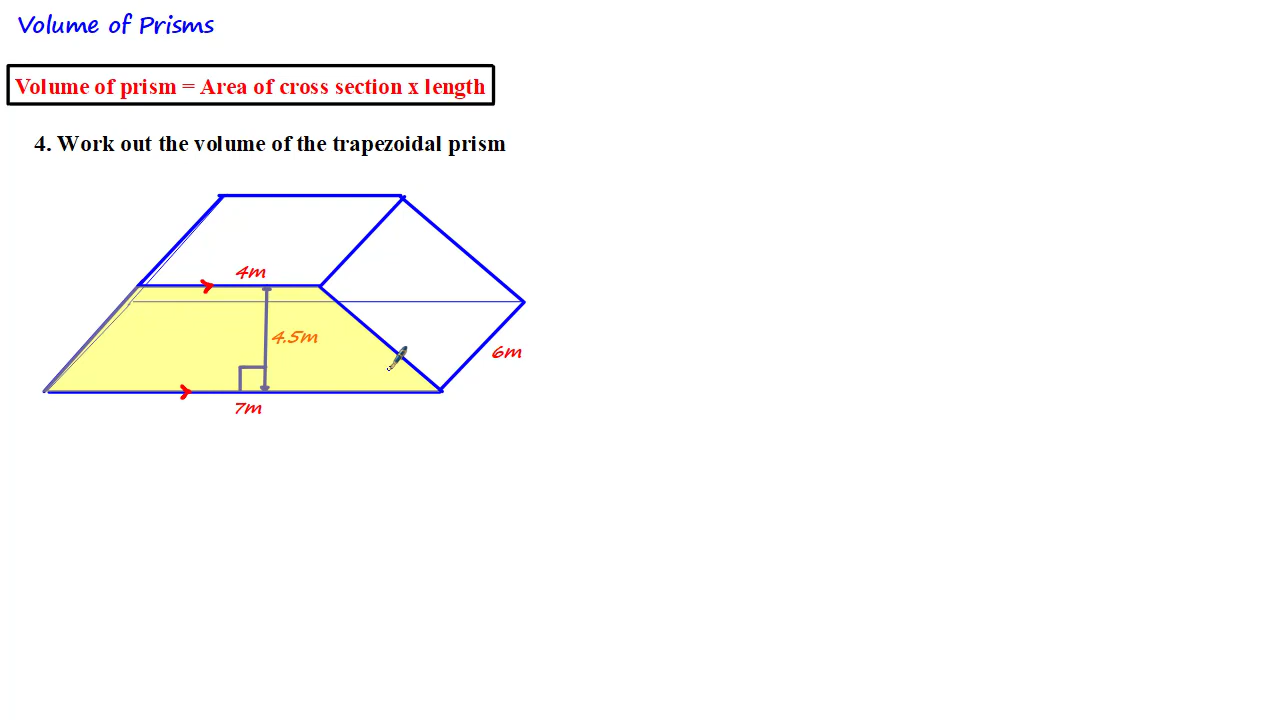 Volume of Prisms
Volume of prism = Area of cross section x length
4. Work out the volume of the trapezoidal prism
4m
4.5m
6m
7m